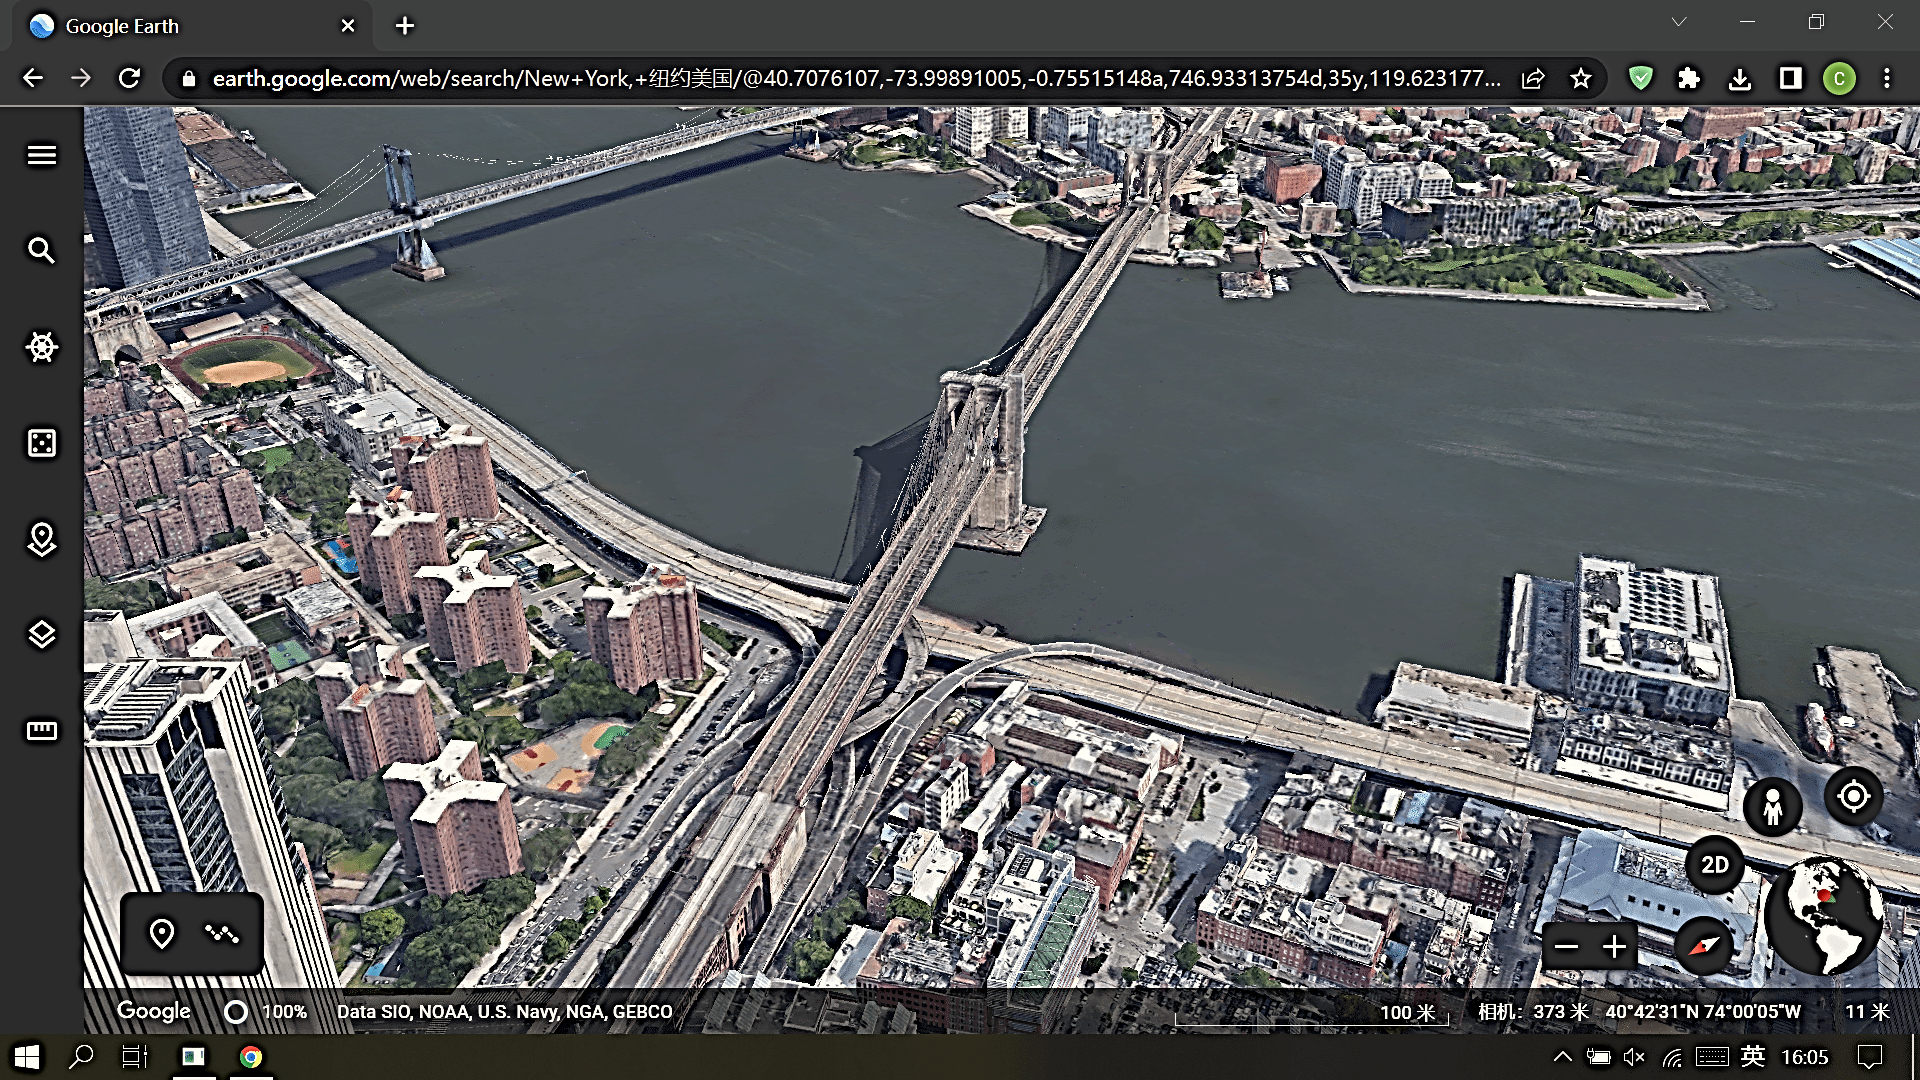 Google Earth
earth.google.com/web/search/New+York,+纽约美国/@40.7076107,-73.99891005,-0.75515148a,746.93313754d,35y,119.623177...
C
2D
Google 100% Data SIO, NOAA, U.S. Navy, NGA, GEBCO 100 米 相机: 373 米 40°42'31"N 74°00'05"W 11 米
英 16:05